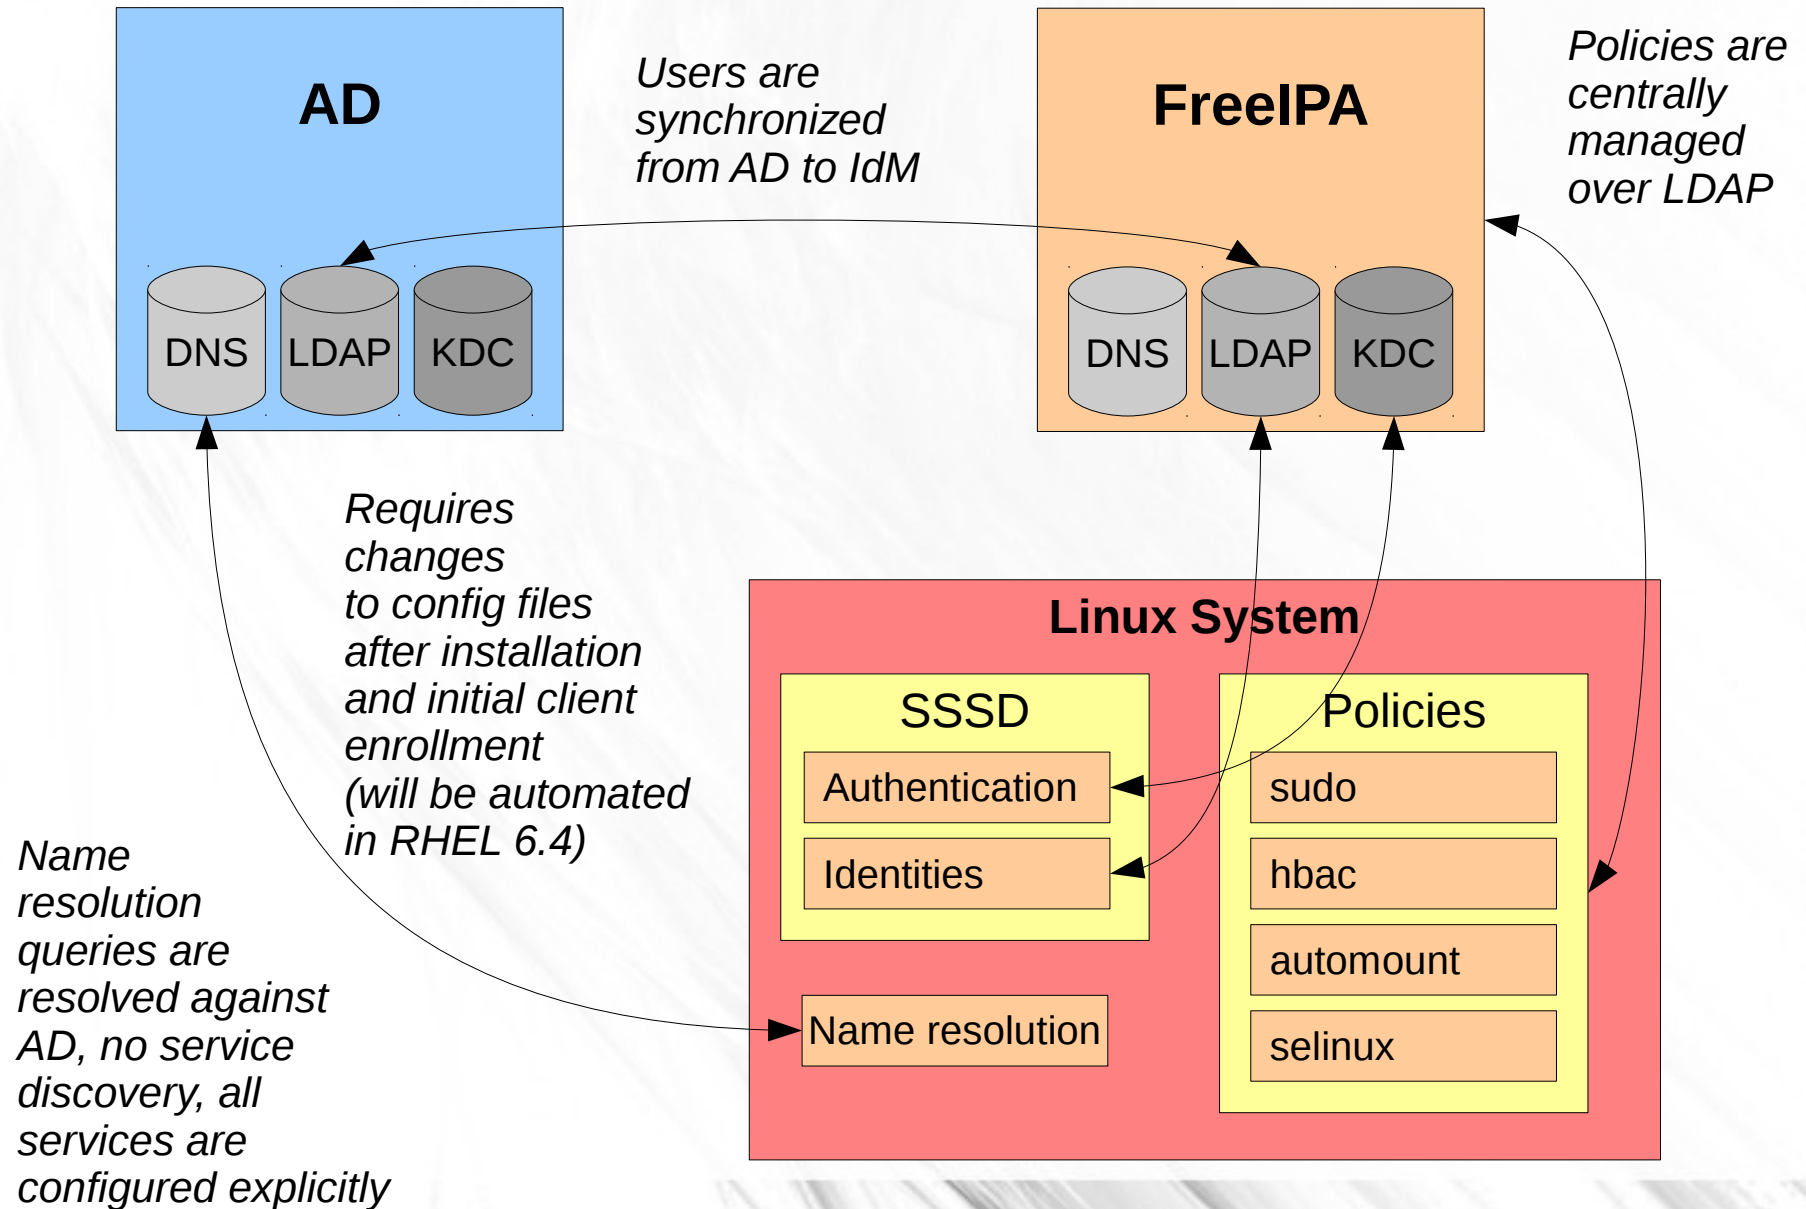 AD
Users are
synchronized
from AD to IdM
FreeIPA
Policies are
centrally
managed
over LDAP
DNS
LDAP
KDC
DNS
LDAP
KDC
Requires
changes
to config files
after installation
and initial client
enrollment
(will be automated
in RHEL 6.4)
Name
resolution
queries are
resolved against
AD, no service
discovery, all
services are
configured explicitly
Linux System
SSSD
Authentication
Identities
Name resolution
Policies
sudo
hbac
automount
selinux